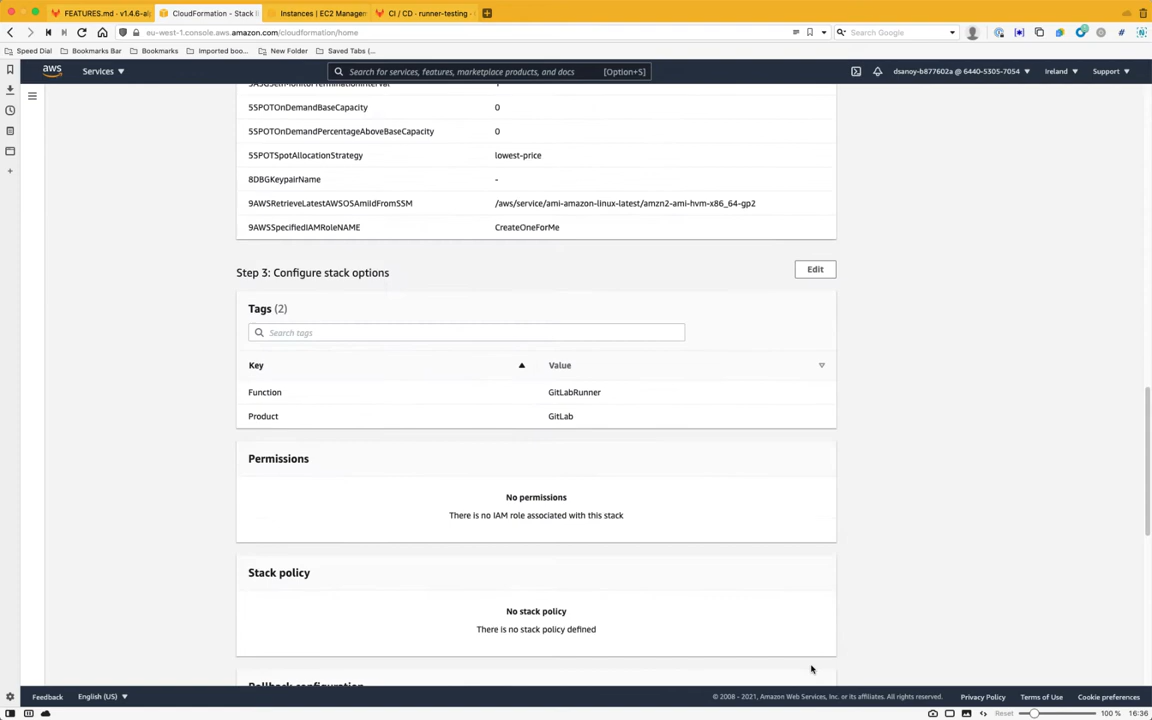 FEATURES.md - v1.4.6-al
CloudFormation - Stack
Instances | EC2 Manager
CI / CD · runner-testing ·
eu-west-1.console.aws.amazon.com/cloudformation/home
Search Google
Speed Dial
Bookmarks Bar
Bookmarks
Imported boo...
New Folder
Saved Tabs (...
aws
Services
Search for services, features, marketplace products, and docs
[Option+S]
dsanoy-b877602a @ 6440-5305-7054
Ireland
Support
5SPOTOnDemandBaseCapacity
0
5SPOTOnDemandPercentageAboveBaseCapacity
0
5SPOTSpotAllocationStrategy
lowest-price
8DBGKeypairName
-
9AWSRetrieveLatestAWSOSAmiIdFromSSM
/aws/service/ami-amazon-linux-latest/amzn2-ami-hvm-x86_64-gp2
9AWSSpecifiedIAMRoleNAME
CreateOneForMe
Step 3: Configure stack options
Edit
Tags (2)
Search tags
Key
Value
Function
GitLabRunner
Product
GitLab
Permissions
No permissions
There is no IAM role associated with this stack
Stack policy
No stack policy
There is no stack policy defined
Rollback configuration
Feedback
English (US)
© 2008 - 2021, Amazon Web Services, Inc. or its affiliates. All rights reserved.
Privacy Policy
Terms of Use
Cookie preferences
Reset
100 %
16:36